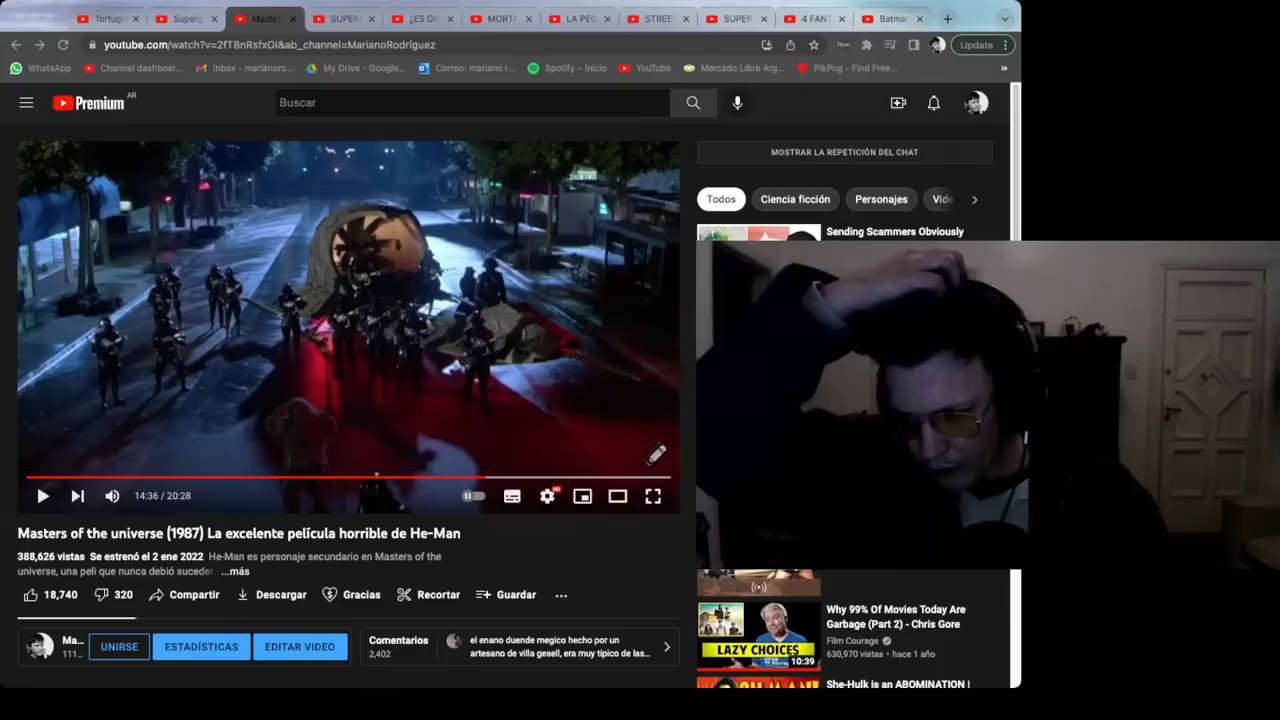 Tortug
Superg
Master
SUPER
¿ES DR
MORTA
LA PEO
STREE
SUPER
4 FANT
Batma
youtube.com/watch?v=2fT8nRsfxOI&ab_channel=MarianoRodríguez
Update
WhatsApp
Channel dashboar...
Inbox - marianoro...
My Drive - Google...
Correo: mariano r...
Spotify – Inicio
YouTube
Mercado Libre Arg...
PikPng - Find Free...
»
Premium AR
Buscar
MOSTRAR LA REPETICIÓN DEL CHAT
Todos
Ciencia ficción
Personajes
Vide
Sending Scammers Obviously
14:36 / 20:28
HD
Masters of the universe (1987) La excelente película horrible de He-Man
388,626 vistas Se estrenó el 2 ene 2022 He-Man es personaje secundario en Masters of the
universe, una peli que nunca debió suceder ...más
18,740
320
Compartir
Descargar
Gracias
Recortar
Guardar
Ma...
111...
UNIRSE
ESTADÍSTICAS
EDITAR VIDEO
Comentarios
2,402
el enano duende megico hecho por un
artesano de villa gesell, era muy tipico de las...
LAZY CHOICES
10:39
Why 99% Of Movies Today Are
Garbage (Part 2) - Chris Gore
Film Courage
630,970 vistas • hace 1 año
She-Hulk is an ABOMINATION |